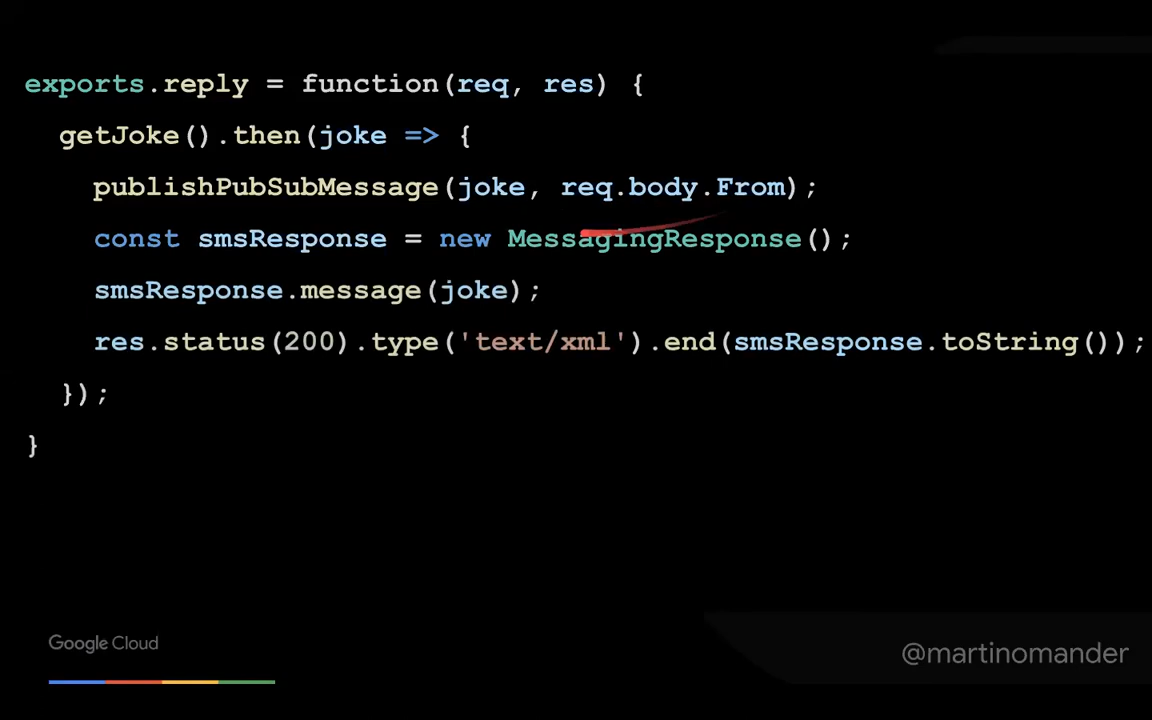 exports.reply = function(req, res) {
  getJoke().then(joke => {
    publishPubSubMessage(joke, req.body.From);
    const smsResponse = new MessagingResponse();
    smsResponse.message(joke);
    res.status(200).type('text/xml').end(smsResponse.toString());
  });
}
Google Cloud
@martinomander